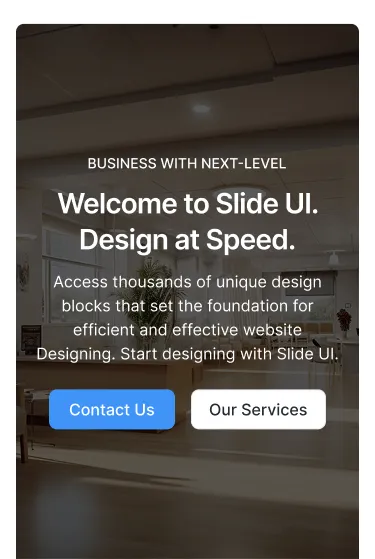 BUSINESS WITH NEXT-LEVEL
Welcome to Slide UI.
Design at Speed.
Access thousands of unique design
blocks that set the foundation for
efficient and effective website
Designing. Start designing with Slide UI.
Contact Us
Our Services